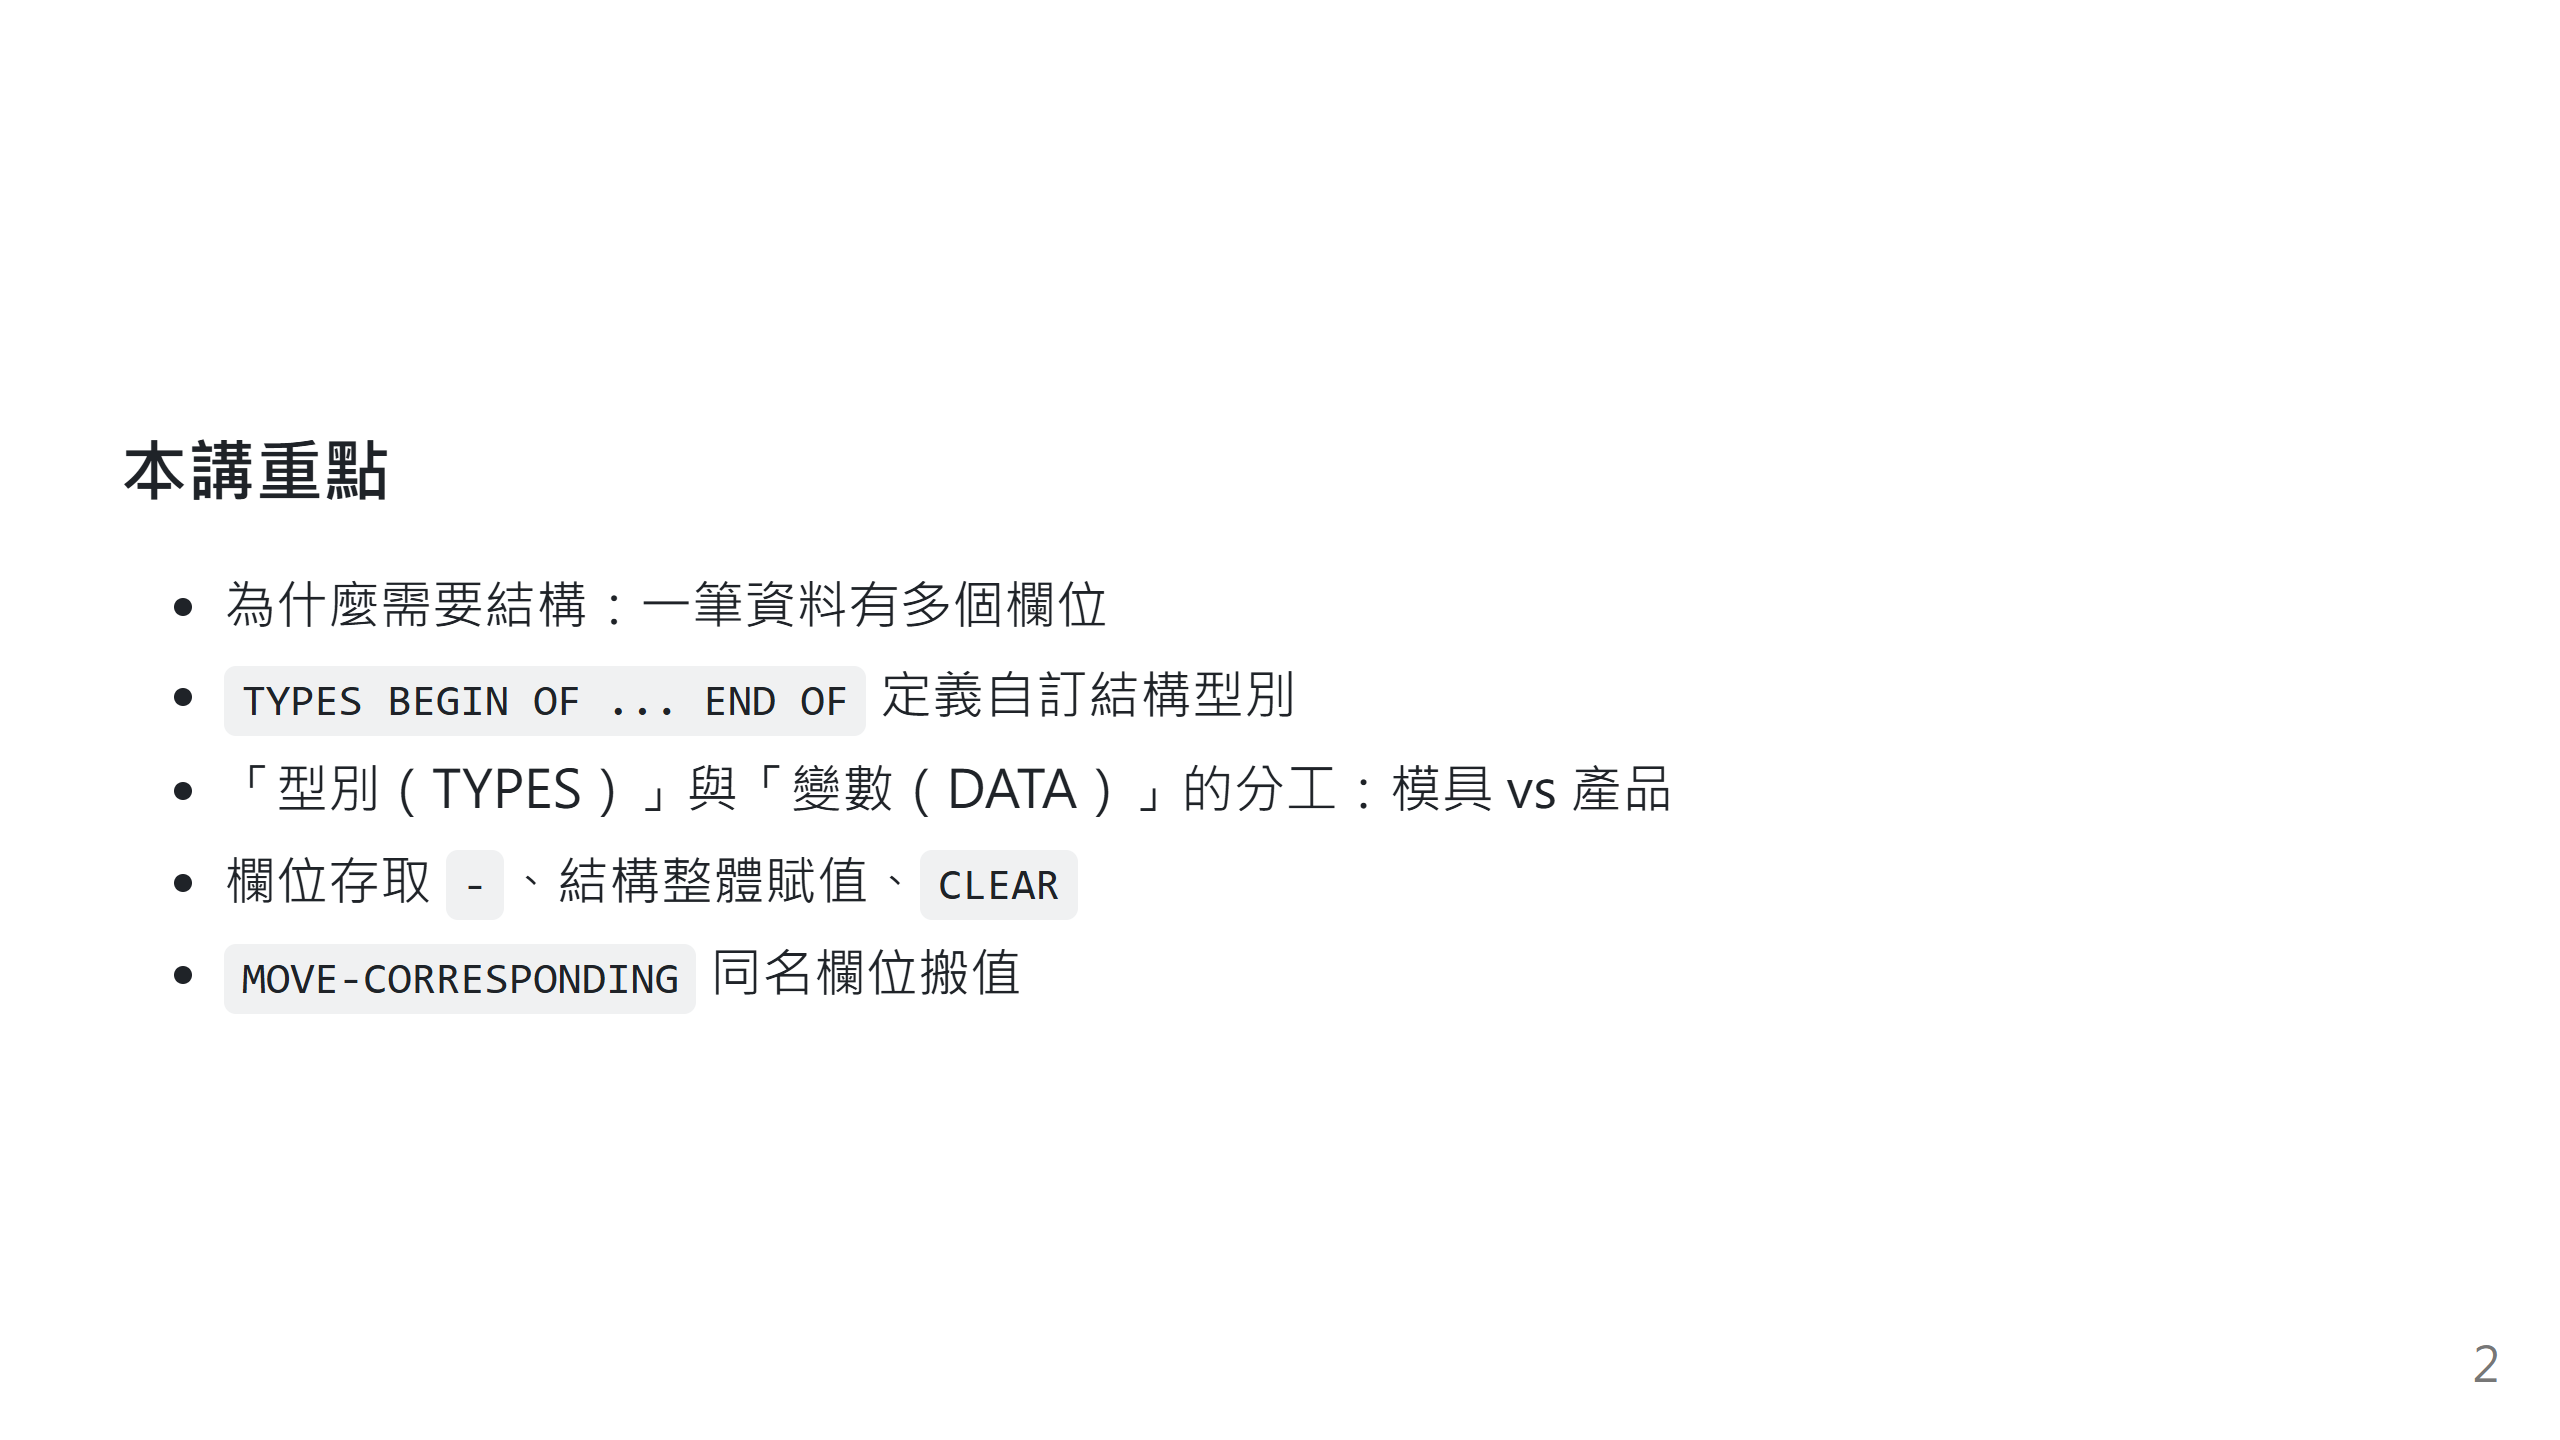 本講重點
• 為什麼需要結構：一筆資料有多個欄位
• TYPES BEGIN OF ... END OF 定義自訂結構型別
• 「型別（TYPES）」與「變數（DATA）」的分工：模具 vs 產品
• 欄位存取 - 、結構整體賦值、CLEAR
• MOVE-CORRESPONDING 同名欄位搬值
2